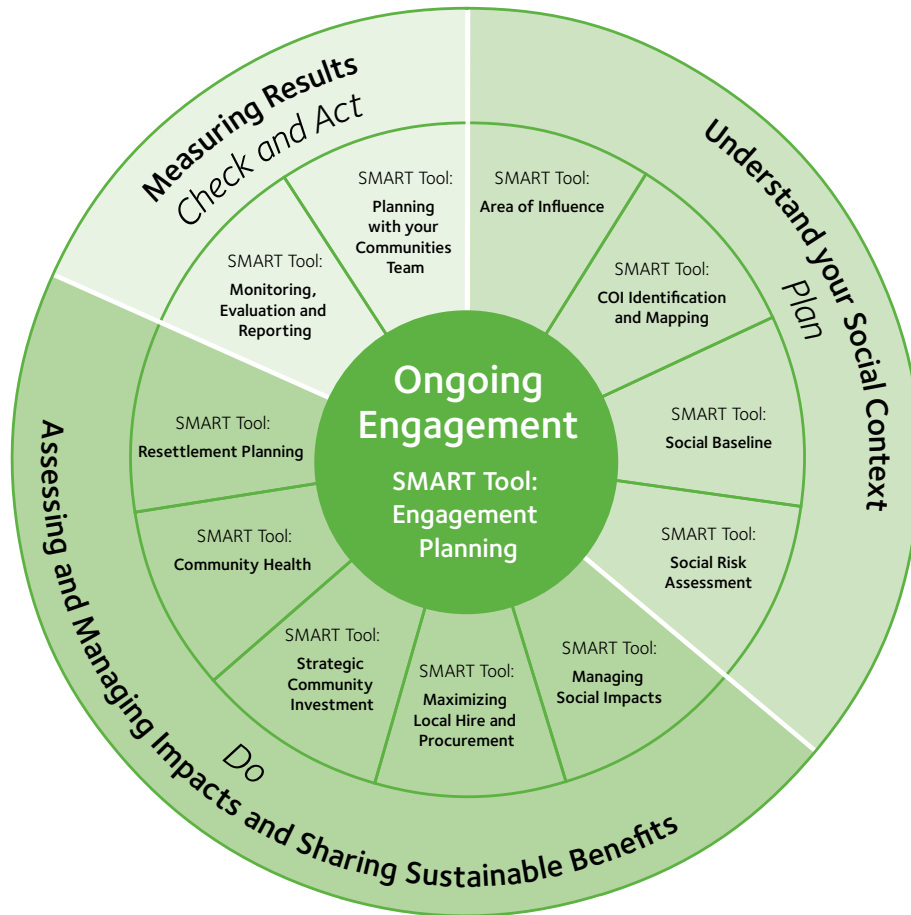 Measuring Results
Check and Act
Understand your Social Context
Plan
Assessing and Managing Impacts and Sharing Sustainable Benefits
Do
SMART Tool:
Planning
with your
Communities
Team
SMART Tool:
Area of Influence
SMART Tool:
COI Identification
and Mapping
SMART Tool:
Social Baseline
SMART Tool:
Social Risk
Assessment
SMART Tool:
Managing
Social Impacts
SMART Tool:
Maximizing
Local Hire and
Procurement
SMART Tool:
Strategic
Community
Investment
SMART Tool:
Community Health
SMART Tool:
Resettlement Planning
SMART Tool:
Monitoring,
Evaluation and
Reporting
Ongoing
Engagement
SMART Tool:
Engagement
Planning